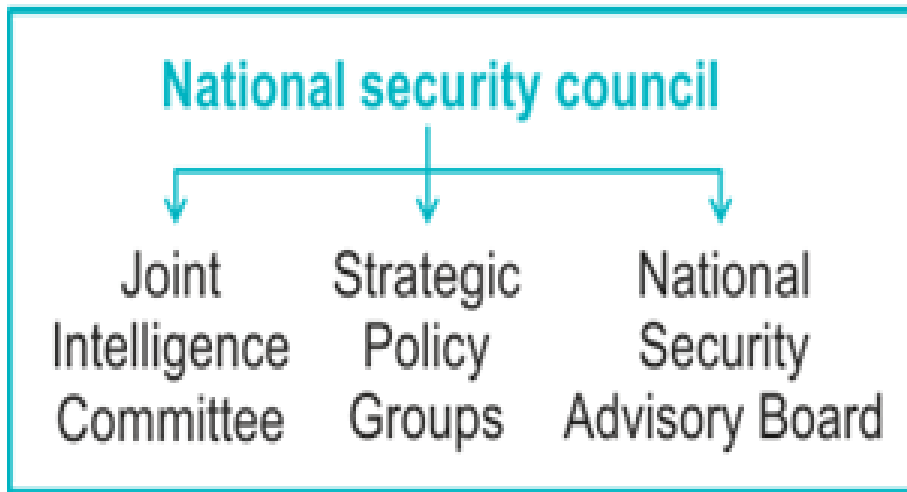 National security council
Joint
Intelligence
Committee
Strategic
Policy
Groups
National
Security
Advisory Board